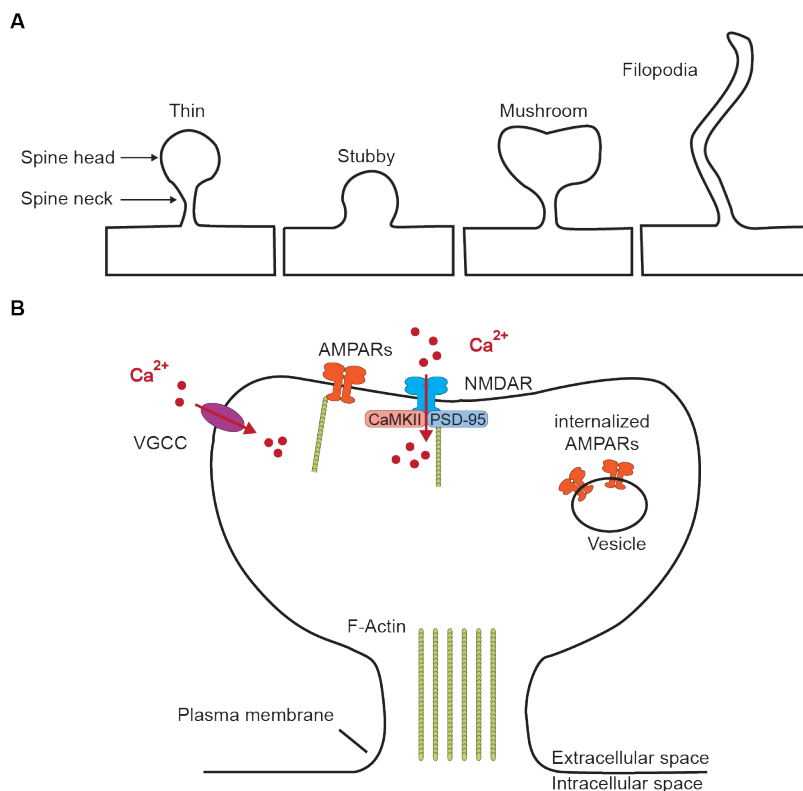 A
Filopodia
Thin
Mushroom
Stubby
Spine head
Spine neck
B
AMPARs
Ca2+
Ca2+
NMDAR
CaMKII
PSD-95
VGCC
internalized
AMPARs
Vesicle
F-Actin
Plasma membrane
Extracellular space
Intracellular space